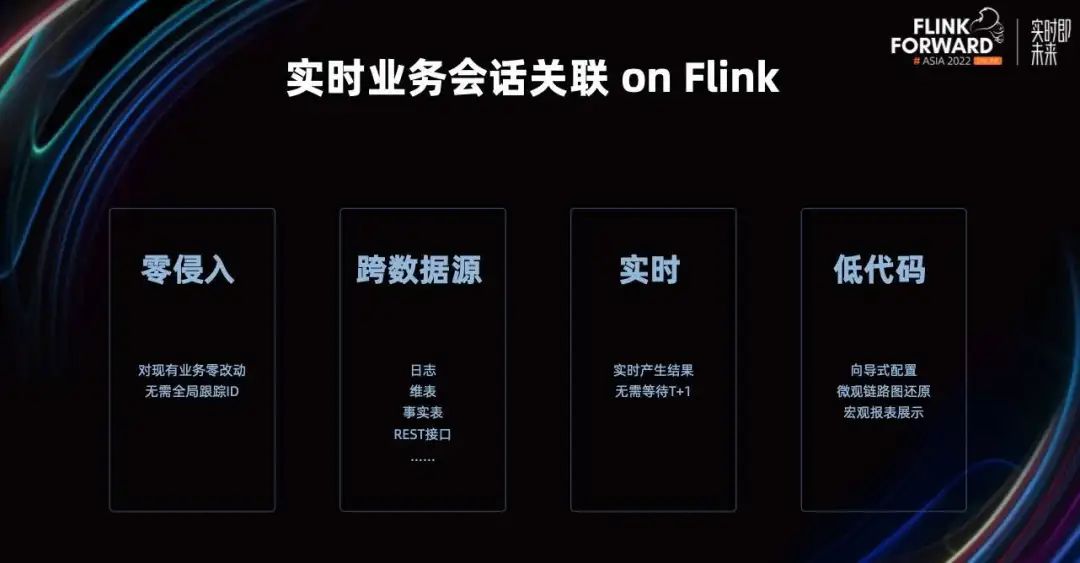 FLINK
FORWARD
# ASIA 2022 ONLINE
实时即
未来
实时业务会话关联 on Flink
零侵入
对现有业务零改动
无需全局跟踪ID
跨数据源
日志
维表
事实表
REST接口
……
实时
实时产生结果
无需等待T+1
低代码
向导式配置
微观链路图还原
宏观报表展示